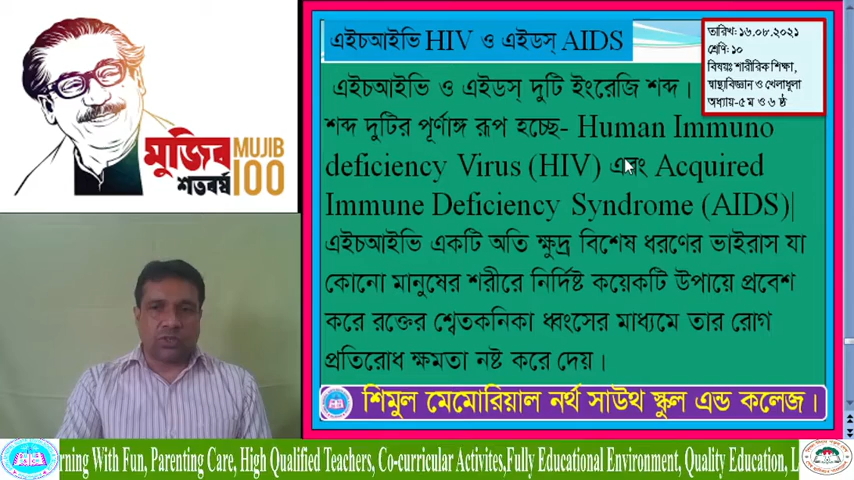 মুজিব
শতবর্ষ
MUJIB
100
এইচআইভি HIV ও এইডস্ AIDS
তারিখ: ১৬.০৮.২০২১
শ্রেণি: ১০
বিষয়ঃ শারীরিক শিক্ষা,
স্বাস্থ্যবিজ্ঞান ও খেলাধূলা
অধ্যায়-৫ ম ও ৬ ষ্ঠ
এইচআইভি ও এইডস্ দুটি ইংরেজি শব্দ।
শব্দ দুটির পূর্ণাঙ্গ রূপ হচ্ছে- Human Immuno
deficiency Virus (HIV) এবং Acquired
Immune Deficiency Syndrome (AIDS)|
এইচআইভি একটি অতি ক্ষুদ্র বিশেষ ধরণের ভাইরাস যা
কোনো মানুষের শরীরে নির্দিষ্ট কয়েকটি উপায়ে প্রবেশ
করে রক্তের শ্বেতকনিকা ধ্বংসের মাধ্যমে তার রোগ
প্রতিরোধ ক্ষমতা নষ্ট করে দেয়।
শিমুল মেমোরিয়াল নর্থ সাউথ স্কুল এন্ড কলেজ।
rning With Fun, Parenting Care, High Qualified Teachers, Co-curricular Activites,Fully Educational Environment, Quality Education, L